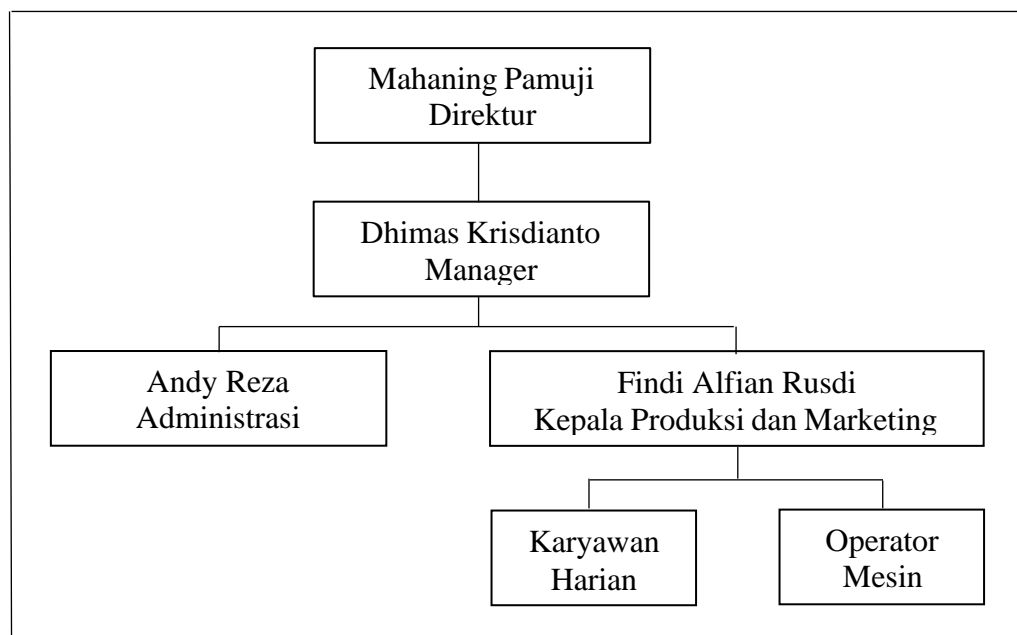 Mahaning Pamuji
Direktur
Dhimas Krisdianto
Manager
Andy Reza
Administrasi
Findi Alfian Rusdi
Kepala Produksi dan Marketing
Karyawan
Harian
Operator
Mesin